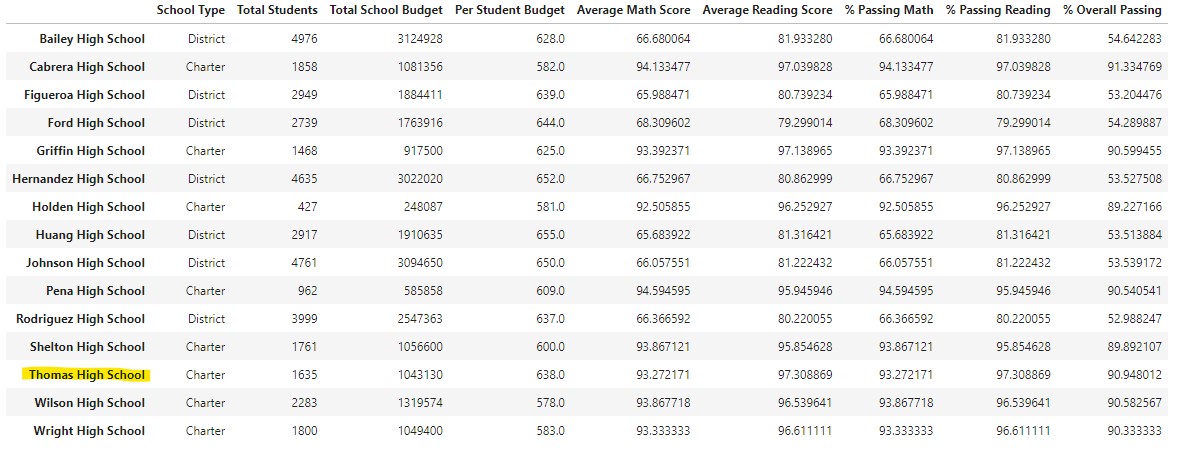 School Type Total Students Total School Budget Per Student Budget Average Math Score Average Reading Score % Passing Math % Passing Reading % Overall Passing
Bailey High School District 4976 3124928 628.0 66.680064 81.933280 66.680064 81.933280 54.642283
Cabrera High School Charter 1858 1081356 582.0 94.133477 97.039828 94.133477 97.039828 91.334769
Figueroa High School District 2949 1884411 639.0 65.988471 80.739234 65.988471 80.739234 53.204476
Ford High School District 2739 1763916 644.0 68.309602 79.299014 68.309602 79.299014 54.289887
Griffin High School Charter 1468 917500 625.0 93.392371 97.138965 93.392371 97.138965 90.599455
Hernandez High School District 4635 3022020 652.0 66.752967 80.862999 66.752967 80.862999 53.527508
Holden High School Charter 427 248087 581.0 92.505855 96.252927 92.505855 96.252927 89.227166
Huang High School District 2917 1910635 655.0 65.683922 81.316421 65.683922 81.316421 53.513884
Johnson High School District 4761 3094650 650.0 66.057551 81.222432 66.057551 81.222432 53.539172
Pena High School Charter 962 585858 609.0 94.594595 95.945946 94.594595 95.945946 90.540541
Rodriguez High School District 3999 2547363 637.0 66.366592 80.220055 66.366592 80.220055 52.988247
Shelton High School Charter 1761 1056600 600.0 93.867121 95.854628 93.867121 95.854628 89.892107
Thomas High School Charter 1635 1043130 638.0 93.272171 97.308869 93.272171 97.308869 90.948012
Wilson High School Charter 2283 1319574 578.0 93.867718 96.539641 93.867718 96.539641 90.582567
Wright High School Charter 1800 1049400 583.0 93.333333 96.611111 93.333333 96.611111 90.333333